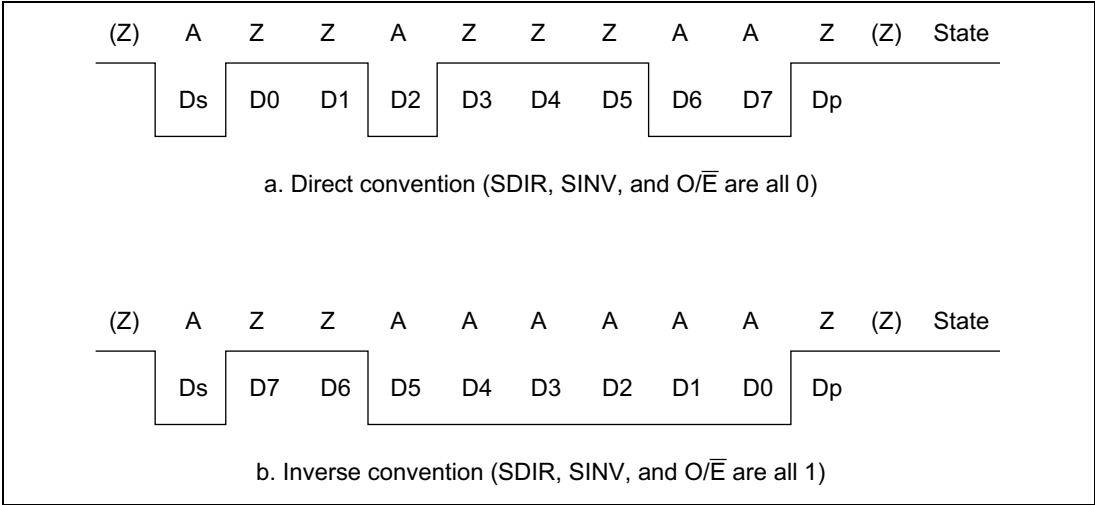 (Z) A Z Z A Z Z Z A A Z (Z) State
Ds D0 D1 D2 D3 D4 D5 D6 D7 Dp
a. Direct convention (SDIR, SINV, and O/E̅ are all 0)
(Z) A Z Z A A A A A A Z (Z) State
Ds D7 D6 D5 D4 D3 D2 D1 D0 Dp
b. Inverse convention (SDIR, SINV, and O/E̅ are all 1)